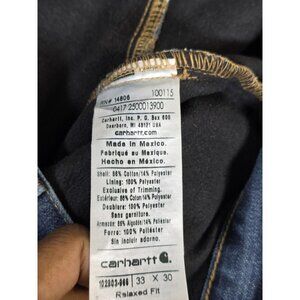 RN# 14806 100115
0417 2500013900
Carhartt, Inc. P.O. Box 600
Dearborn, MI 48121 USA
carhartt.com
Made in Mexico.
Fabriqué au Mexique.
Hecho en México.
Shell: 86% Cotton/14% Polyester
Lining: 100% Polyester
Exclusive of Trimming.
Extérieur: 86% Coton 14% Polyester
Doublure: 100% Polyester
Sans garniture.
Armazón: 86% Algodón/14% Poliéster
Forro: 100% Poliéster
Sin incluir adorno.
carhartt
102803-988 33 X 30
Relaxed Fit